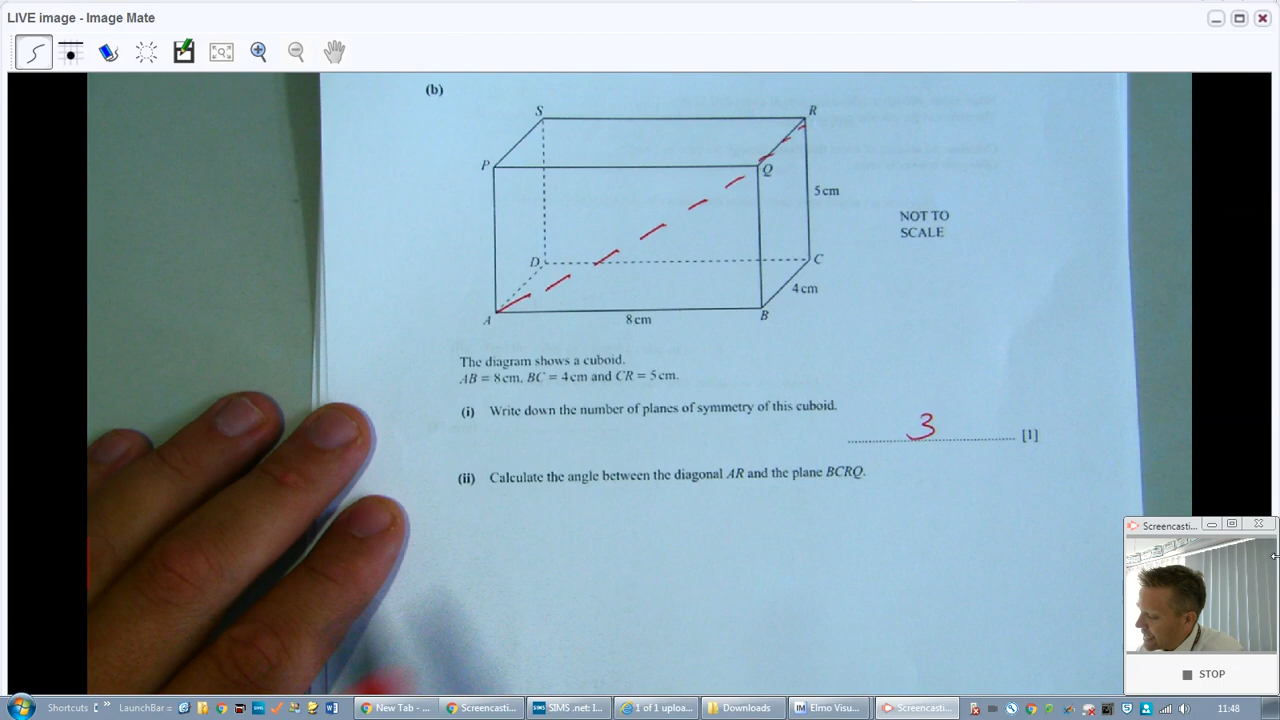 LIVE image - Image Mate
(b)
S
R
P
Q
5 cm
NOT TO
SCALE
D
C
4 cm
A
8 cm
B
The diagram shows a cuboid.
AB = 8 cm, BC = 4 cm and CR = 5 cm.
(i) Write down the number of planes of symmetry of this cuboid.
3
[1]
(ii) Calculate the angle between the diagonal AR and the plane BCRQ.
Screencasti...
STOP
Shortcuts
LaunchBar
New Tab - ...
Screencasti...
SIMS .net: I...
1 of 1 uploa...
Downloads
Elmo Visu...
Screencasti...
11:48